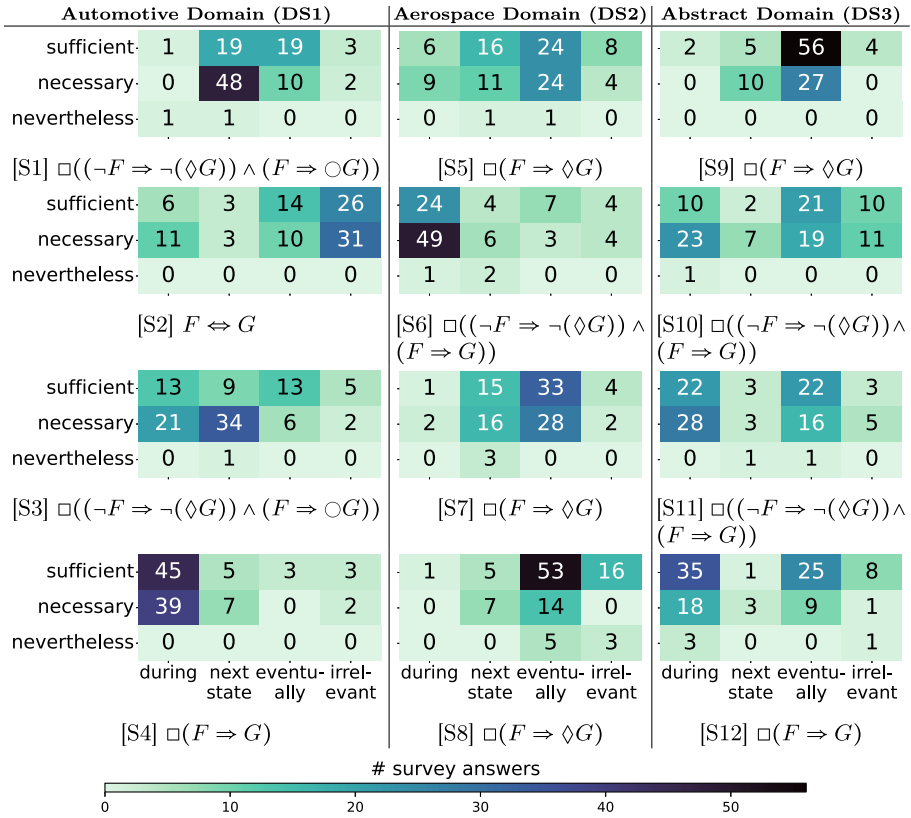 Automotive Domain (DS1) Aerospace Domain (DS2) Abstract Domain (DS3)
sufficient 1 19 19 3 6 16 24 8 2 5 56 4
necessary 0 48 10 2 9 11 24 4 0 10 27 0
nevertheless 1 1 0 0 0 1 1 0 0 0 0 0
[S1] □((¬F ⇒ ¬(◊G)) ∧ (F ⇒ ○G)) [S5] □(F ⇒ ◊G) [S9] □(F ⇒ ◊G)
sufficient 6 3 14 26 24 4 7 4 10 2 21 10
necessary 11 3 10 31 49 6 3 4 23 7 19 11
nevertheless 0 0 0 0 1 2 0 0 1 0 0 0
[S2] F ⇔ G [S6] □((¬F ⇒ ¬(◊G)) ∧ [S10] □((¬F ⇒ ¬(◊G))∧
(F ⇒ G)) (F ⇒ G))
sufficient 13 9 13 5 1 15 33 4 22 3 22 3
necessary 21 34 6 2 2 16 28 2 28 3 16 5
nevertheless 0 1 0 0 0 3 0 0 0 1 1 0
[S3] □((¬F ⇒ ¬(◊G)) ∧ (F ⇒ ○G)) [S7] □(F ⇒ ◊G) [S11] □((¬F ⇒ ¬(◊G))∧
(F ⇒ G))
sufficient 45 5 3 3 1 5 53 16 35 1 25 8
necessary 39 7 0 2 0 7 14 0 18 3 9 1
nevertheless 0 0 0 0 0 0 5 3 3 0 0 1
during next eventu- irrel- during next eventu- irrel- during next eventu- irrel-
state ally evant state ally evant state ally evant
[S4] □(F ⇒ G) [S8] □(F ⇒ ◊G) [S12] □(F ⇒ G)
# survey answers
0 10 20 30 40 50